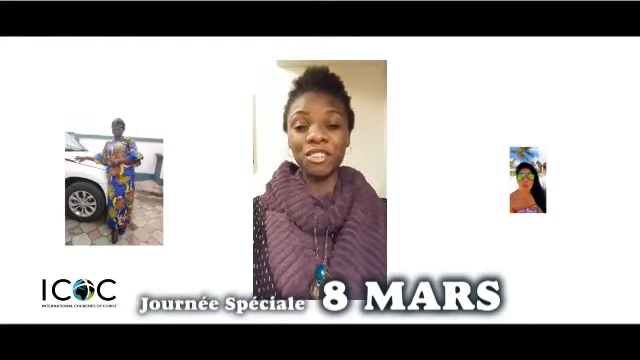 ICOC
INTERNATIONAL CHURCHES OF CHRIST
Journée Spéciale 8 MARS